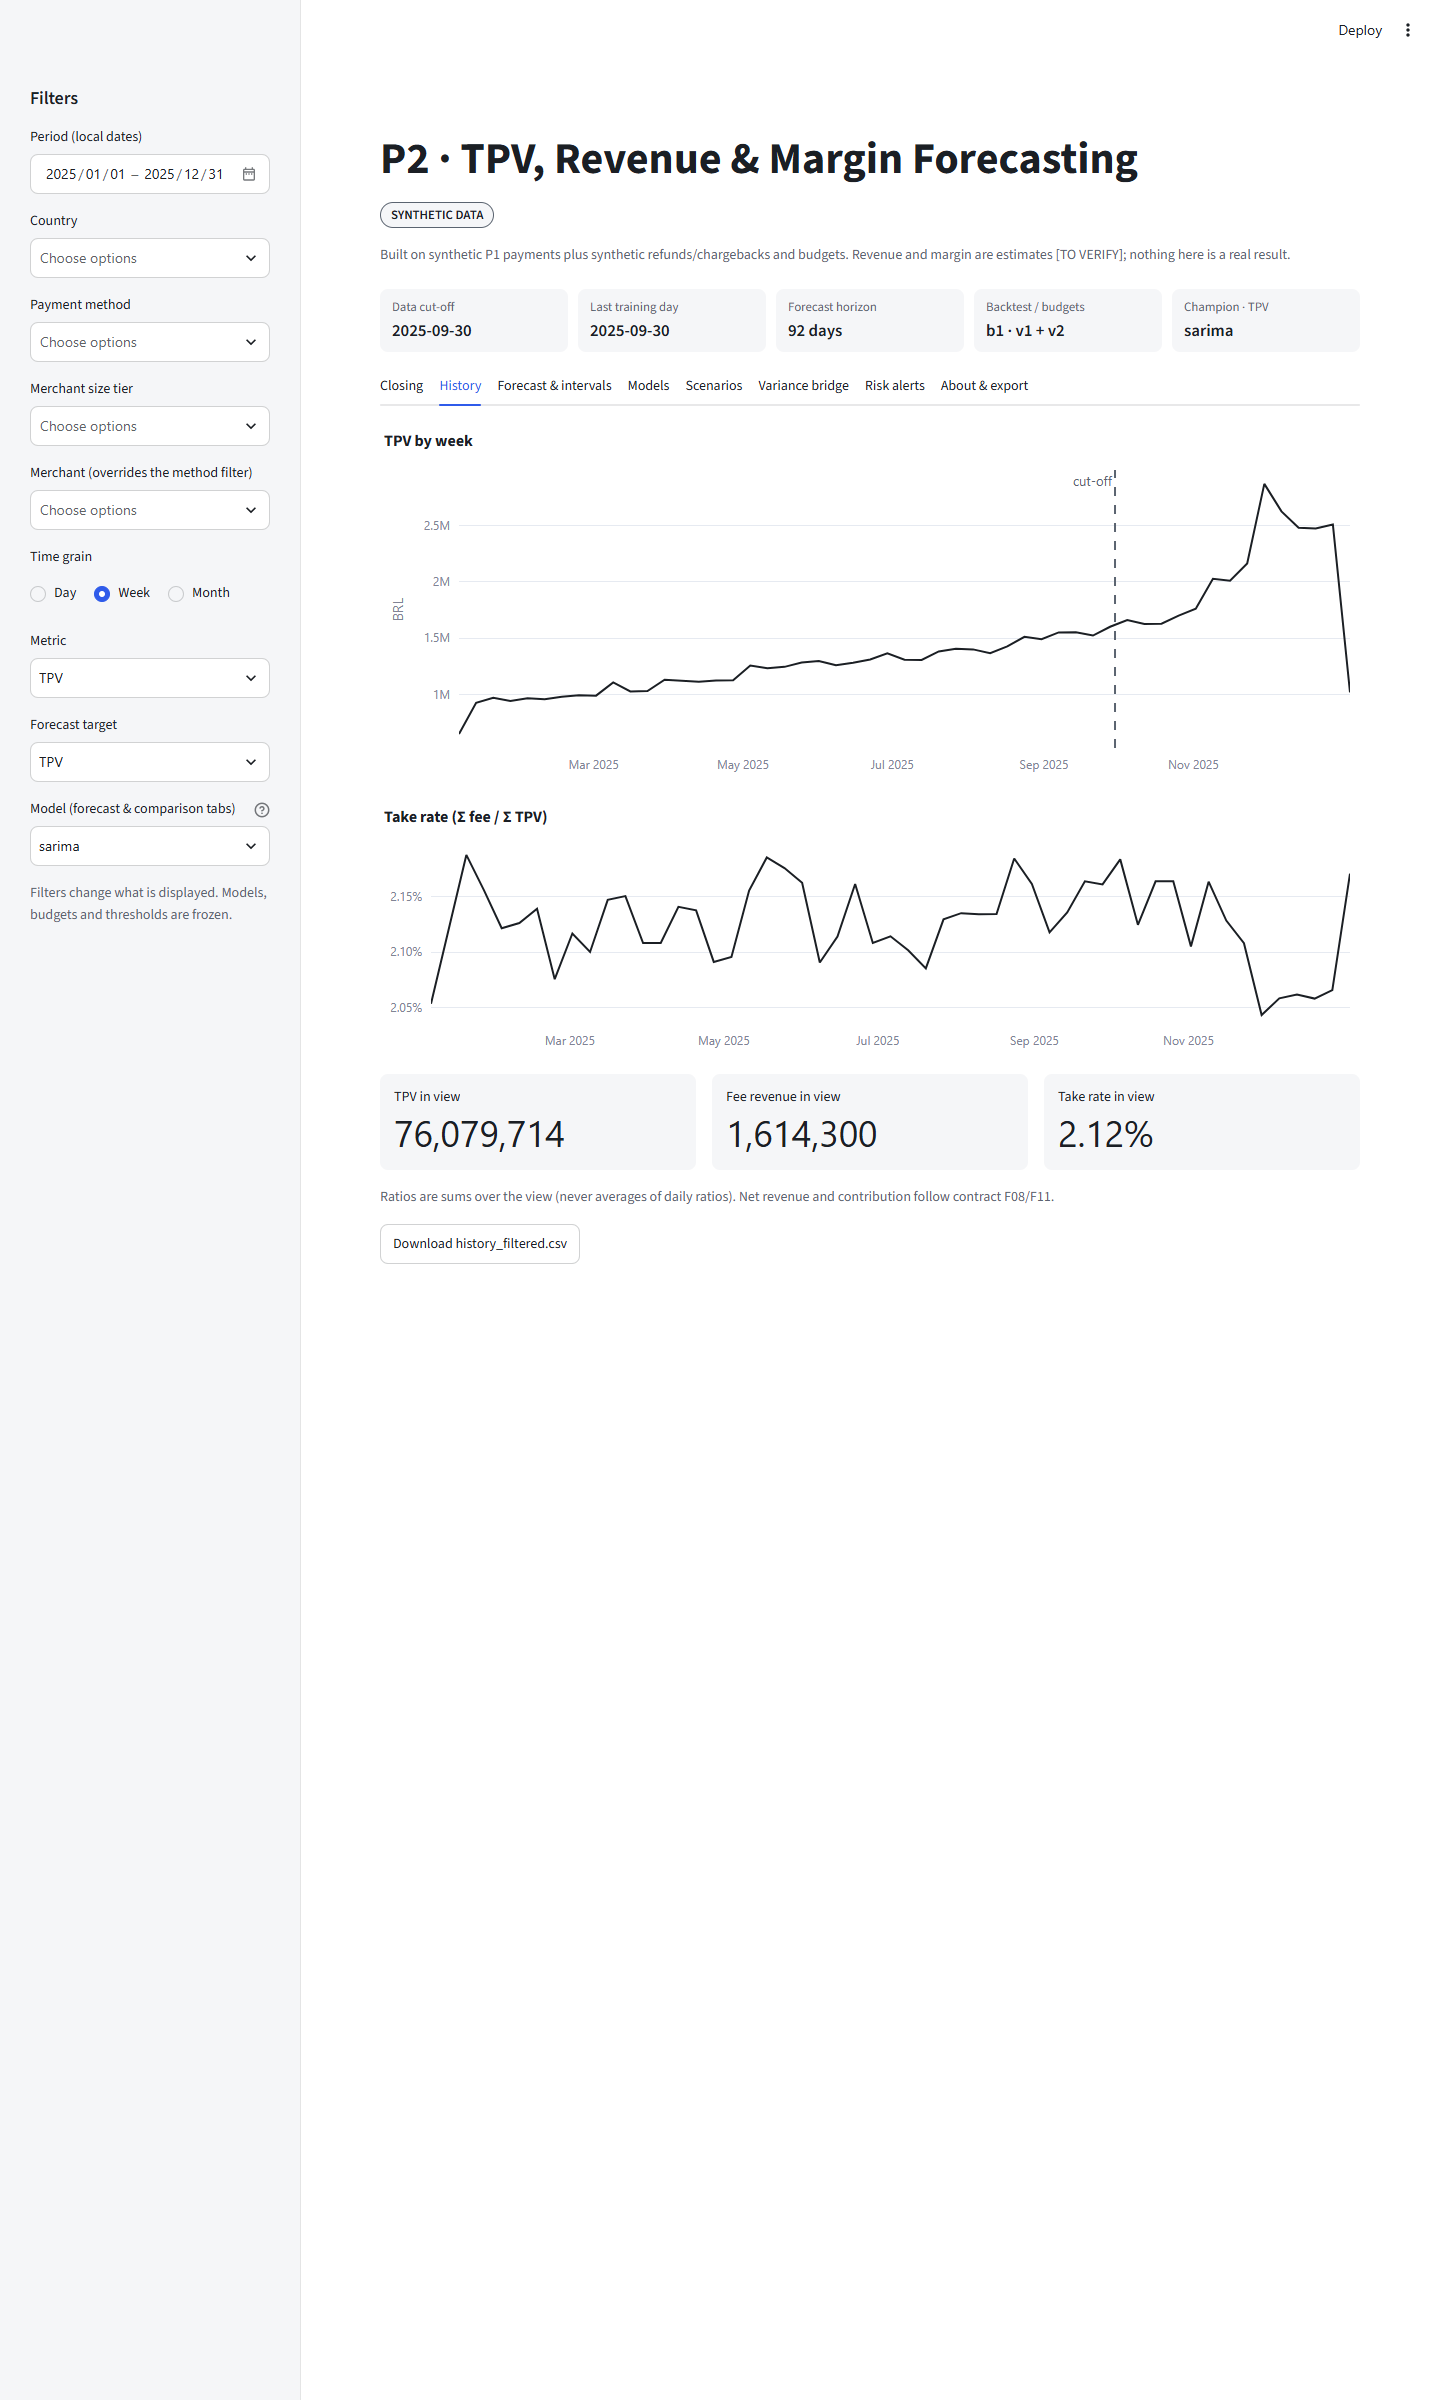 Deploy
Filters
Period (local dates)
2025/01/01 – 2025/12/31
Country
Choose options
Payment method
Choose options
Merchant size tier
Choose options
Merchant (overrides the method filter)
Choose options
Time grain
Day Week Month
Metric
TPV
Forecast target
TPV
Model (forecast & comparison tabs)
sarima
Filters change what is displayed. Models,
budgets and thresholds are frozen.
P2 · TPV, Revenue & Margin Forecasting
SYNTHETIC DATA
Built on synthetic P1 payments plus synthetic refunds/chargebacks and budgets. Revenue and margin are estimates [TO VERIFY]; nothing here is a real result.
Data cut-off
2025-09-30
Last training day
2025-09-30
Forecast horizon
92 days
Backtest / budgets
b1 · v1 + v2
Champion · TPV
sarima
Closing History Forecast & intervals Models Scenarios Variance bridge Risk alerts About & export
TPV by week
cut-off
2.5M
2M
BRL
1.5M
1M
Mar 2025 May 2025 Jul 2025 Sep 2025 Nov 2025
Take rate (Σ fee / Σ TPV)
2.15%
2.10%
2.05%
Mar 2025 May 2025 Jul 2025 Sep 2025 Nov 2025
TPV in view
76,079,714
Fee revenue in view
1,614,300
Take rate in view
2.12%
Ratios are sums over the view (never averages of daily ratios). Net revenue and contribution follow contract F08/F11.
Download history_filtered.csv